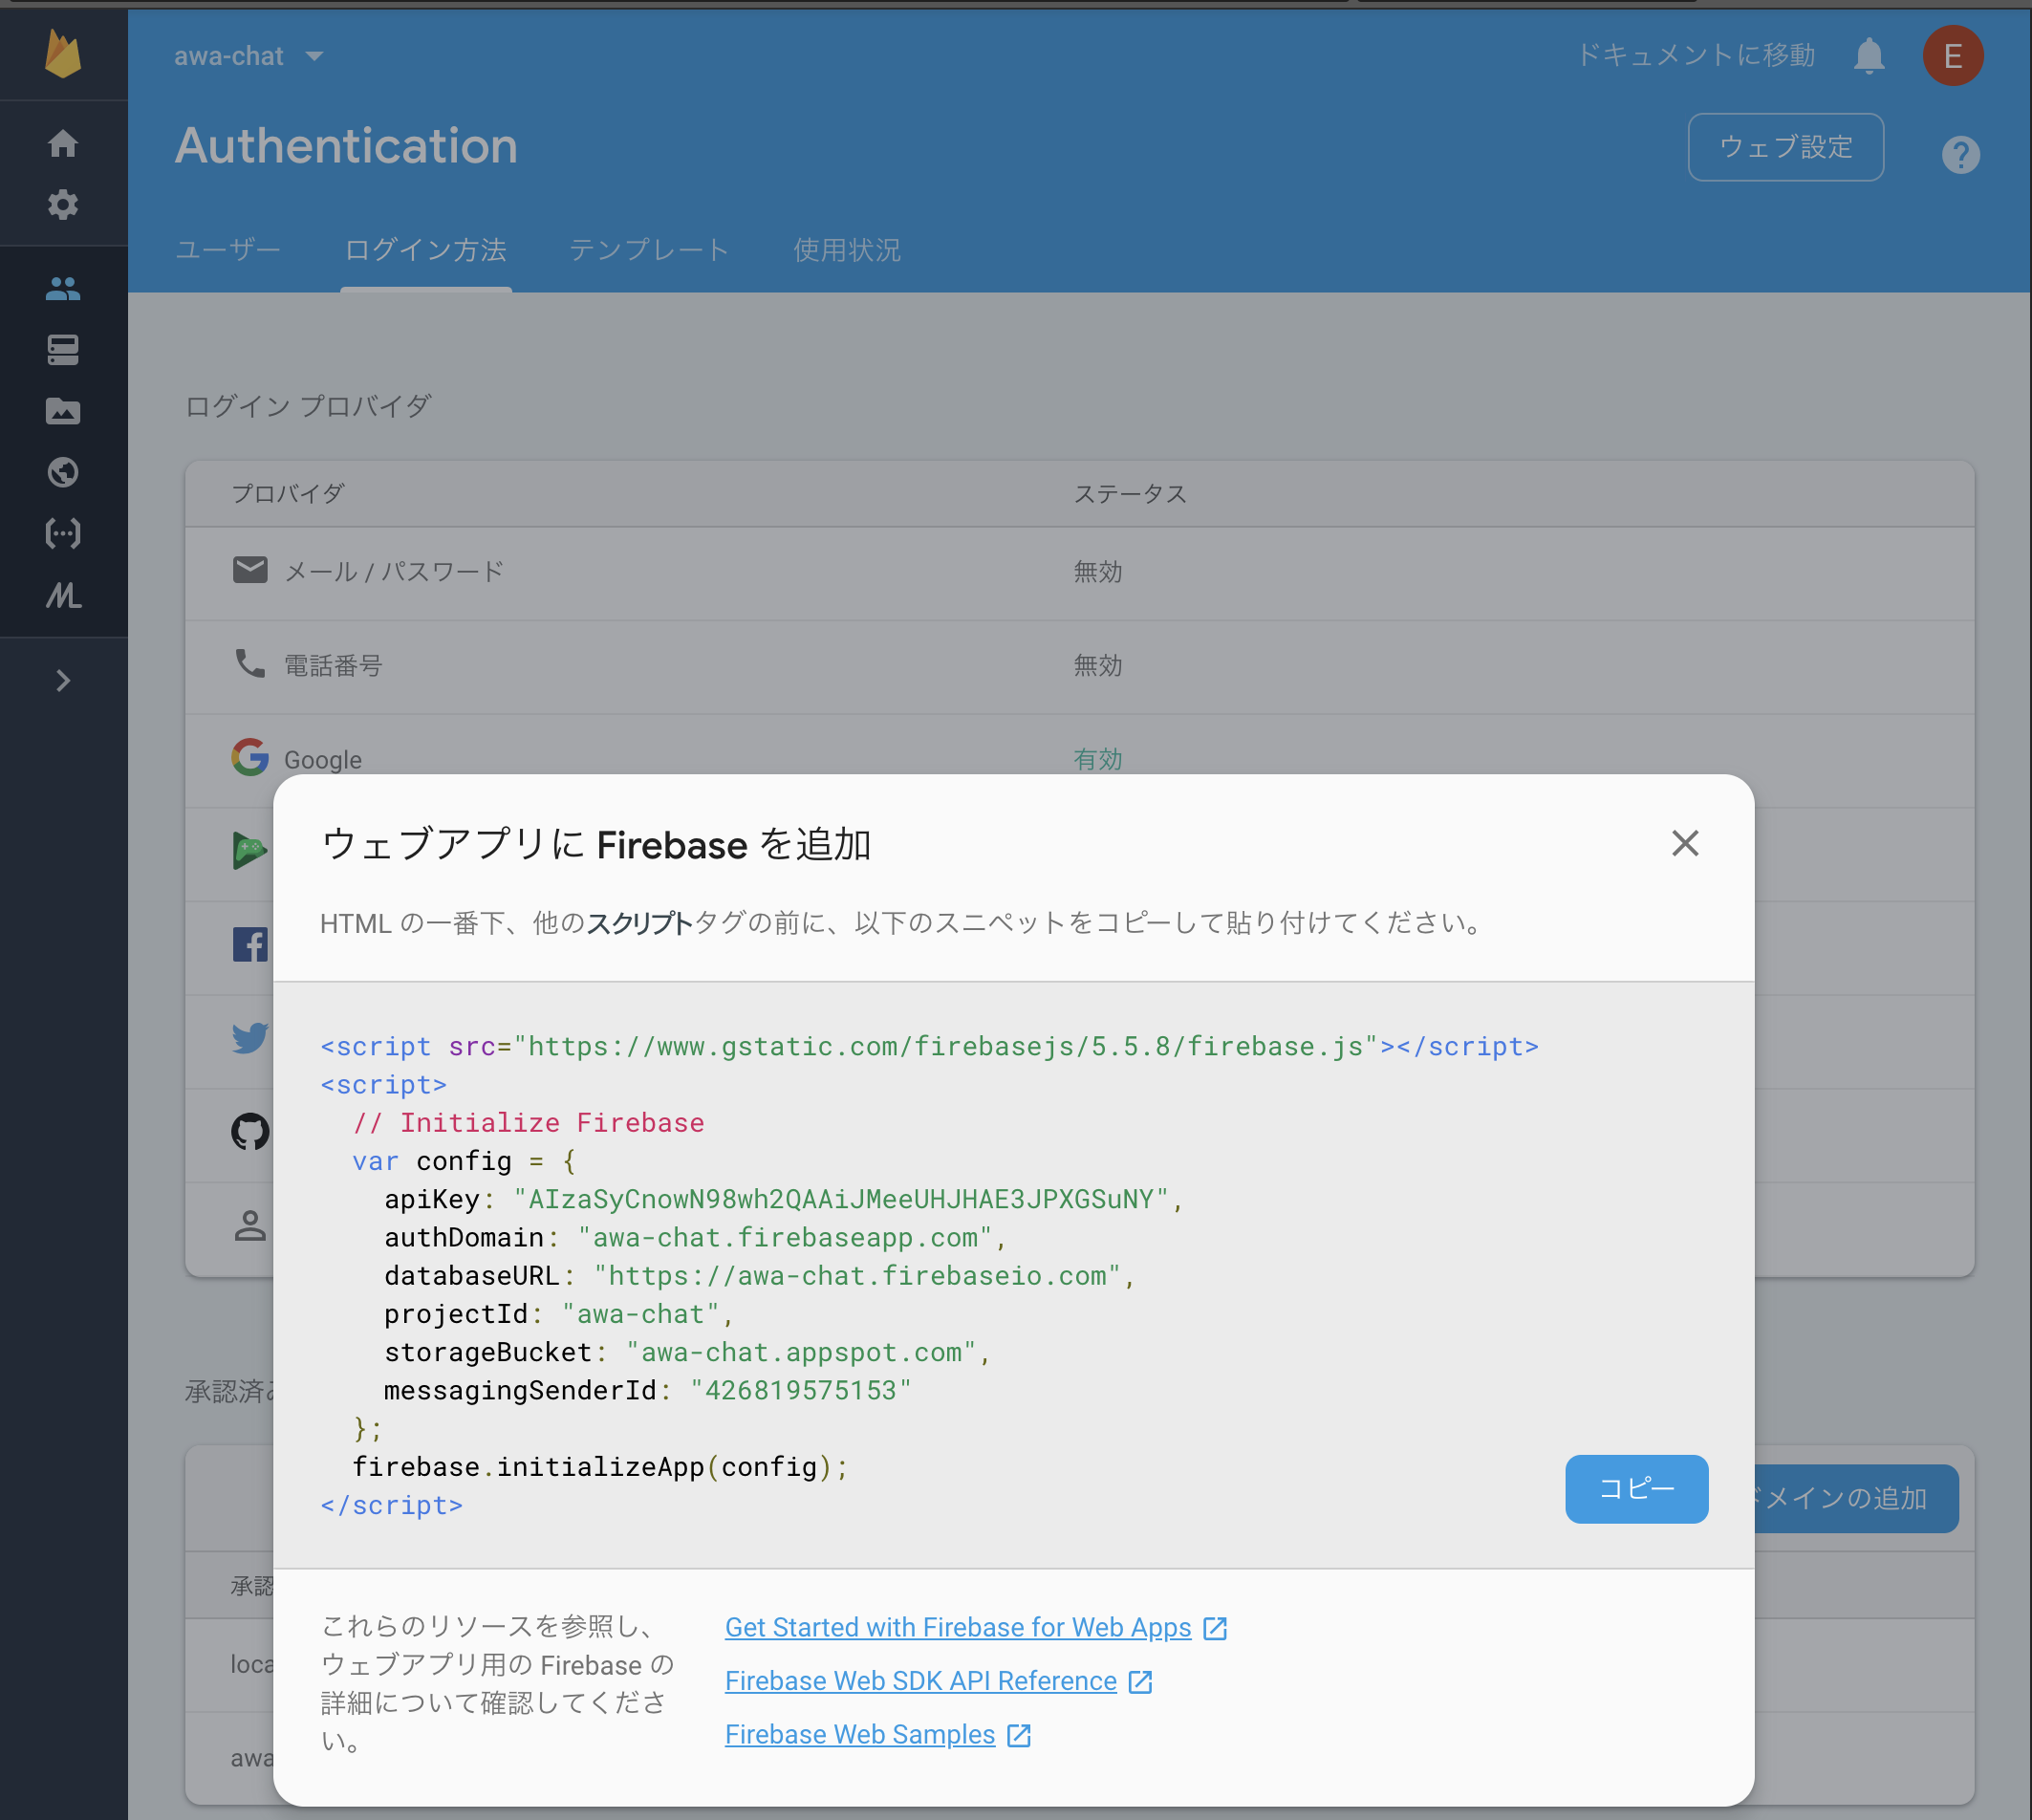 awa-chat
ドキュメントに移動
E
Authentication
ウェブ設定
?
ユーザー
ログイン方法
テンプレート
使用状況
ログイン プロバイダ
プロバイダ
ステータス
メール / パスワード
無効
電話番号
無効
Google
有効
ウェブアプリに Firebase を追加
HTML の一番下、他のスクリプトタグの前に、以下のスニペットをコピーして貼り付けてください。
<script src="https://www.gstatic.com/firebasejs/5.5.8/firebase.js"></script>
<script>
  // Initialize Firebase
  var config = {
    apiKey: "AIzaSyCnowN98wh2QAAiJMeeUHJHAE3JPXGSuNY",
    authDomain: "awa-chat.firebaseapp.com",
    databaseURL: "https://awa-chat.firebaseio.com",
    projectId: "awa-chat",
    storageBucket: "awa-chat.appspot.com",
    messagingSenderId: "426819575153"
  };
  firebase.initializeApp(config);
</script>
コピー
承認済
メインの追加
承認
loca
awa
これらのリソースを参照し、
ウェブアプリ用の Firebase の
詳細について確認してくださ
い。
Get Started with Firebase for Web Apps
Firebase Web SDK API Reference
Firebase Web Samples